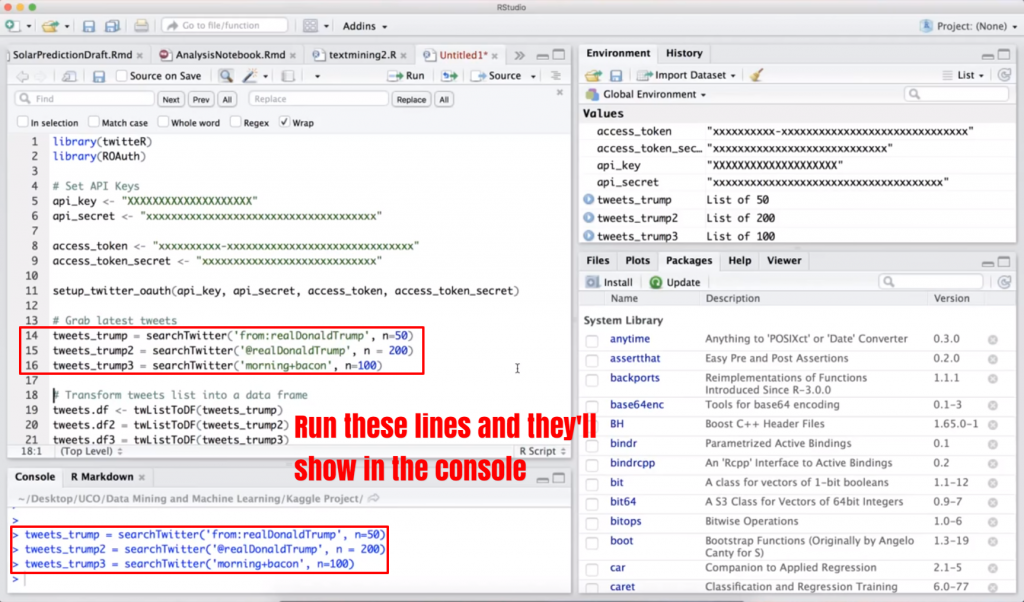 RStudio
Go to file/function
Addins
Project: (None)
SolarPredictionDraft.Rmd
AnalysisNotebook.Rmd
textmining2.R
Untitled1*
Source on Save
Run
Source
Find
Next
Prev
All
Replace
Replace
All
In selection
Match case
Whole word
Regex
Wrap
1 library(twitteR)
2 library(ROAuth)
3
4 # Set API Keys
5 api_key <- "XXXXXXXXXXXXXXXXXXXX"
6 api_secret <- "xxxxxxxxxxxxxxxxxxxxxxxxxxxxxxxxxxxxx"
7
8 access_token <- "xxxxxxxxxx-xxxxxxxxxxxxxxxxxxxxxxxxxxxxxx"
9 access_token_secret <- "xxxxxxxxxxxxxxxxxxxxxxxxxxxx"
10
11 setup_twitter_oauth(api_key, api_secret, access_token, access_token_secret)
12
13 # Grab latest tweets
14 tweets_trump = searchTwitter('from:realDonaldTrump', n=50)
15 tweets_trump2 = searchTwitter('@realDonaldTrump', n = 200)
16 tweets_trump3 = searchTwitter('morning+bacon', n=100)
17
18 # Transform tweets list into a data frame
19 tweets.df <- twListToDF(tweets_trump)
20 tweets.df2 = twListToDF(tweets_trump2)
21 tweets.df3 = twListToDF(tweets_trump3)
18:1
(Top Level)
R Script
Run these lines and they'll
show in the console
Console
R Markdown
~/Desktop/UCO/Data Mining and Machine Learning/Kaggle Project/
>
> tweets_trump = searchTwitter('from:realDonaldTrump', n=50)
> tweets_trump2 = searchTwitter('@realDonaldTrump', n = 200)
> tweets_trump3 = searchTwitter('morning+bacon', n=100)
>
Environment
History
Import Dataset
List
Global Environment
Values
access_token "xxxxxxxxxx-xxxxxxxxxxxxxxxxxxxxxxxxxxxxxx"
access_token_sec… "xxxxxxxxxxxxxxxxxxxxxxxxxxxx"
api_key "XXXXXXXXXXXXXXXXXXXX"
api_secret "xxxxxxxxxxxxxxxxxxxxxxxxxxxxxxxxxxxxx"
tweets_trump List of 50
tweets_trump2 List of 200
tweets_trump3 List of 100
Files
Plots
Packages
Help
Viewer
Install
Update
Name Description Version
System Library
anytime Anything to 'POSIXct' or 'Date' Converter 0.3.0
assertthat Easy Pre and Post Assertions 0.2.0
backports Reimplementations of Functions 1.1.1
Introduced Since R-3.0.0
base64enc Tools for base64 encoding 0.1-3
BH Boost C++ Header Files 1.65.0-1
bindr Parametrized Active Bindings 0.1
bindrcpp An 'Rcpp' Interface to Active Bindings 0.2
bit A class for vectors of 1-bit booleans 1.1-12
bit64 A S3 Class for Vectors of 64bit Integers 0.9-7
bitops Bitwise Operations 1.0-6
boot Bootstrap Functions (Originally by Angelo 1.3-19
Canty for S)
car Companion to Applied Regression 2.1-5
caret Classification and Regression Training 6.0-77